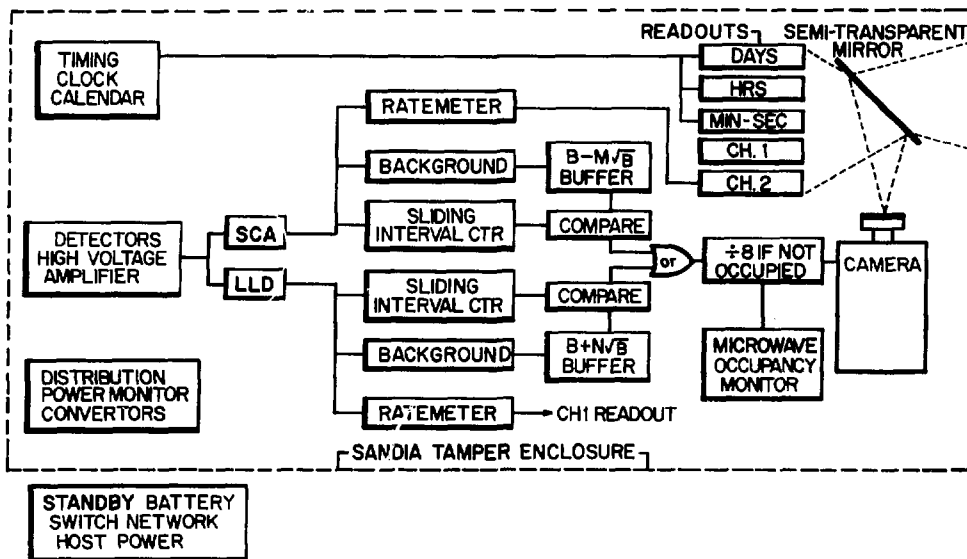 READOUTS
SEMI-TRANSPARENT
MIRROR
TIMING
CLOCK
CALENDAR
DAYS
HRS
MIN-SEC
CH. 1
CH. 2
RATEMETER
BACKGROUND
B-M√B
BUFFER
SLIDING
INTERVAL CTR
COMPARE
DETECTORS
HIGH VOLTAGE
AMPLIFIER
SCA
LLD
or
÷8 IF NOT
OCCUPIED
CAMERA
SLIDING
INTERVAL CTR
COMPARE
BACKGROUND
B+N√B
BUFFER
MICROWAVE
OCCUPANCY
MONITOR
DISTRIBUTION
POWER MONITOR
CONVERTORS
RATEMETER
CH1 READOUT
SANDIA TAMPER ENCLOSURE
STANDBY BATTERY
SWITCH NETWORK
HOST POWER